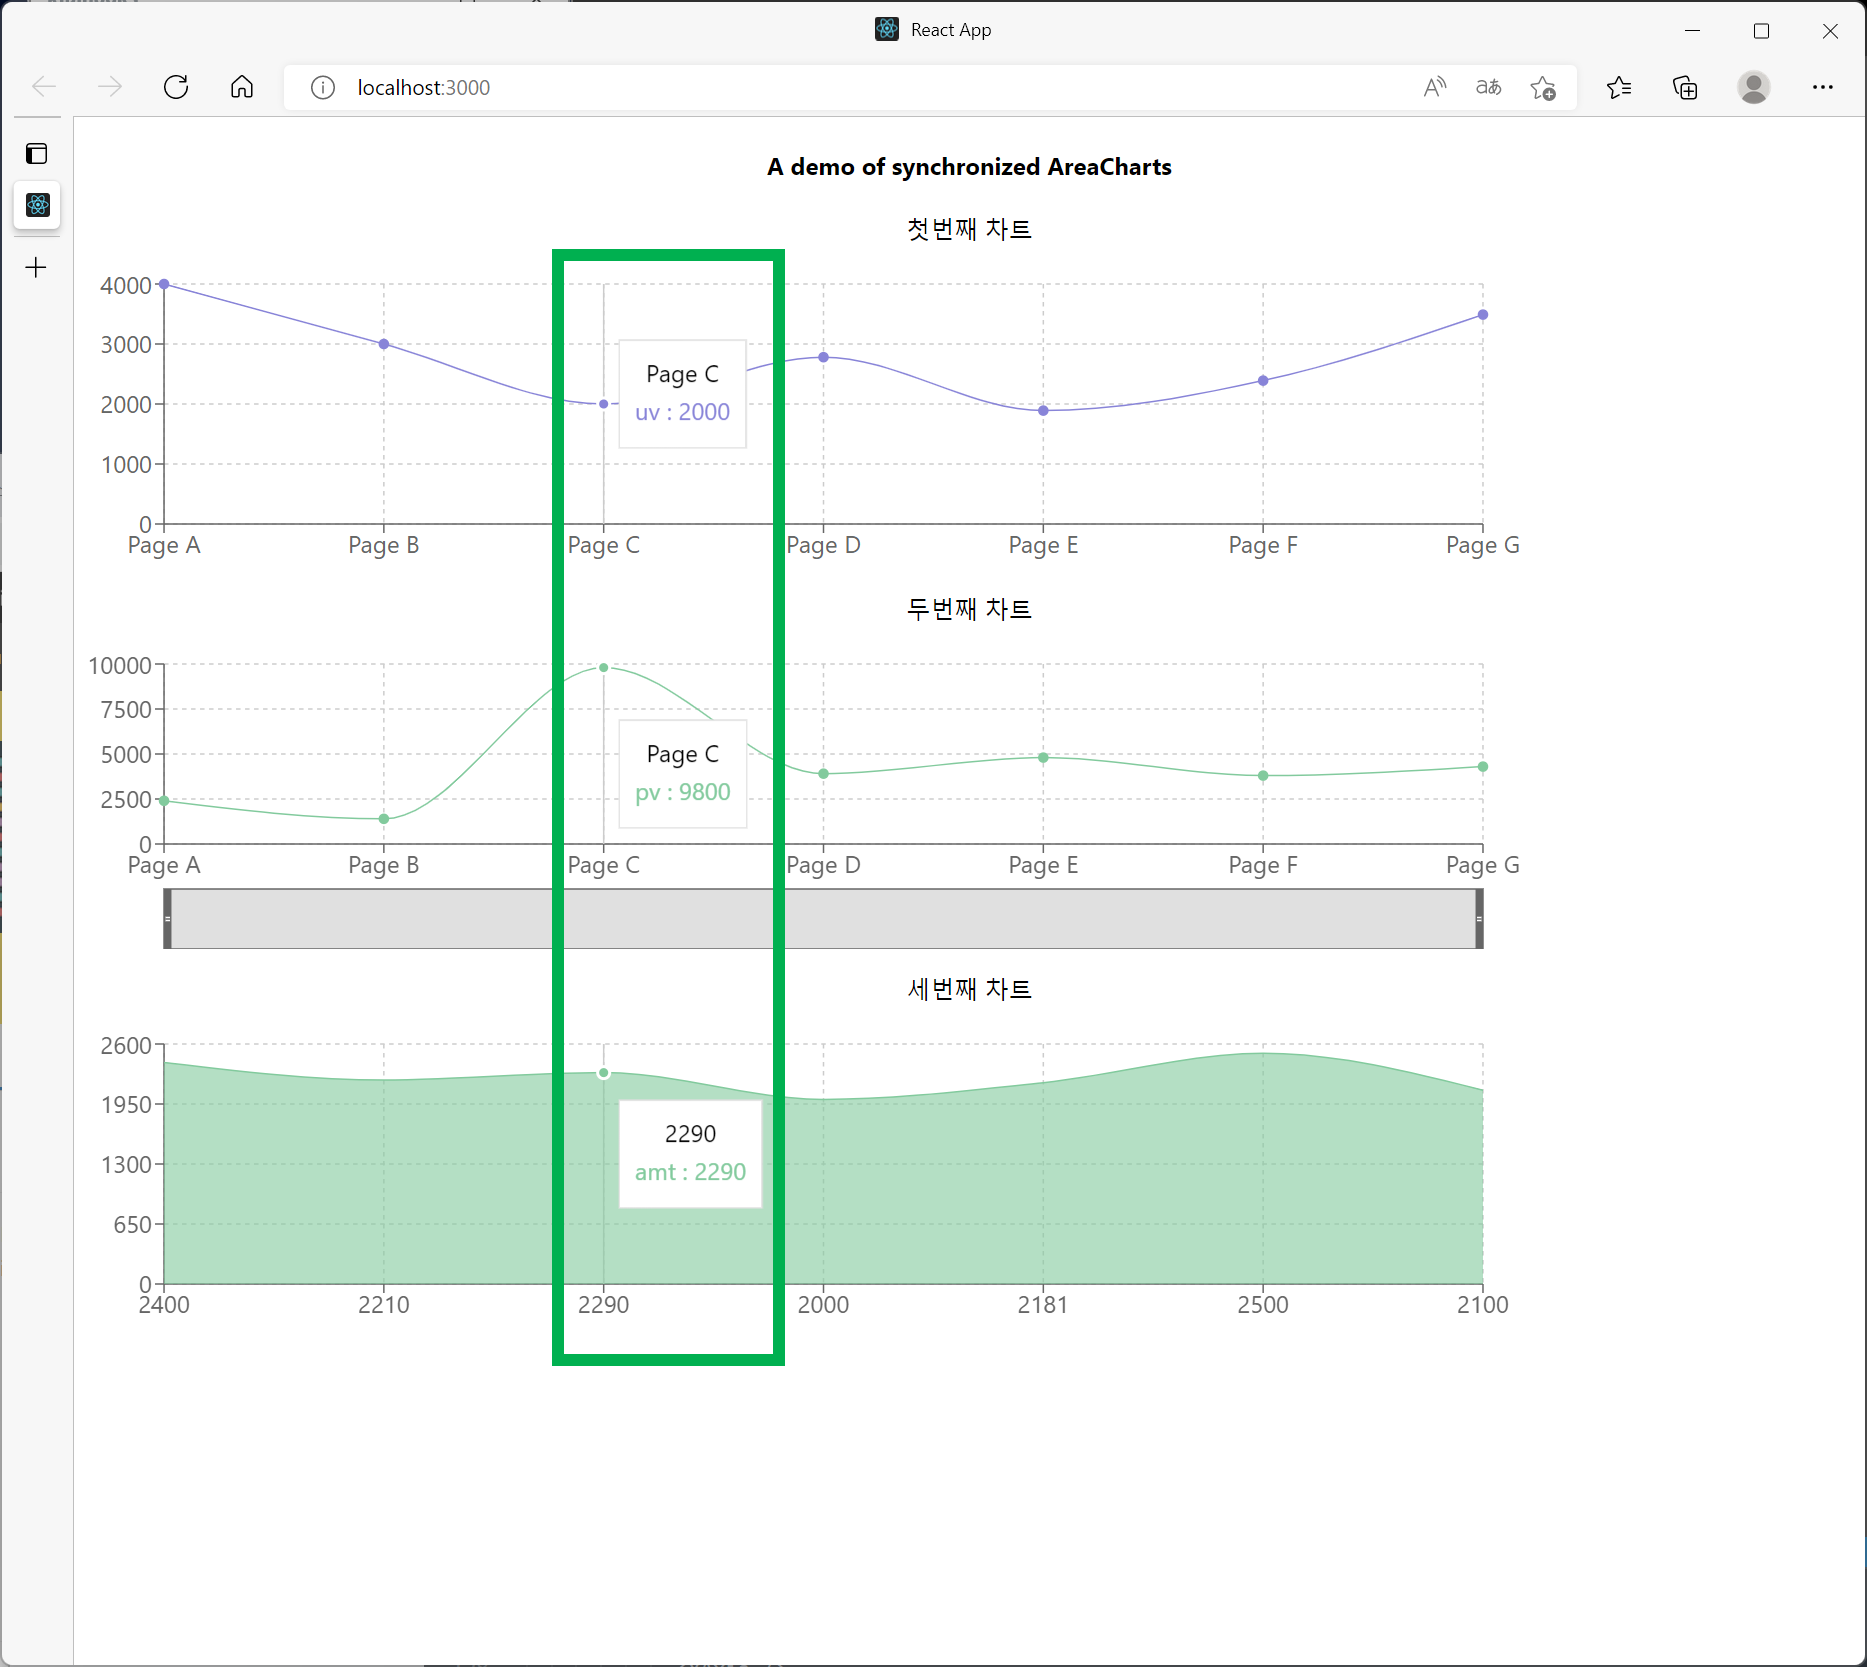 React App
localhost:3000
A demo of synchronized AreaCharts
첫번째 차트
4000
3000
2000
1000
0
Page C
uv : 2000
Page A Page B Page C Page D Page E Page F Page G
두번째 차트
10000
7500
5000
2500
0
Page C
pv : 9800
Page A Page B Page C Page D Page E Page F Page G
세번째 차트
2600
1950
1300
650
0
2290
amt : 2290
2400 2210 2290 2000 2181 2500 2100